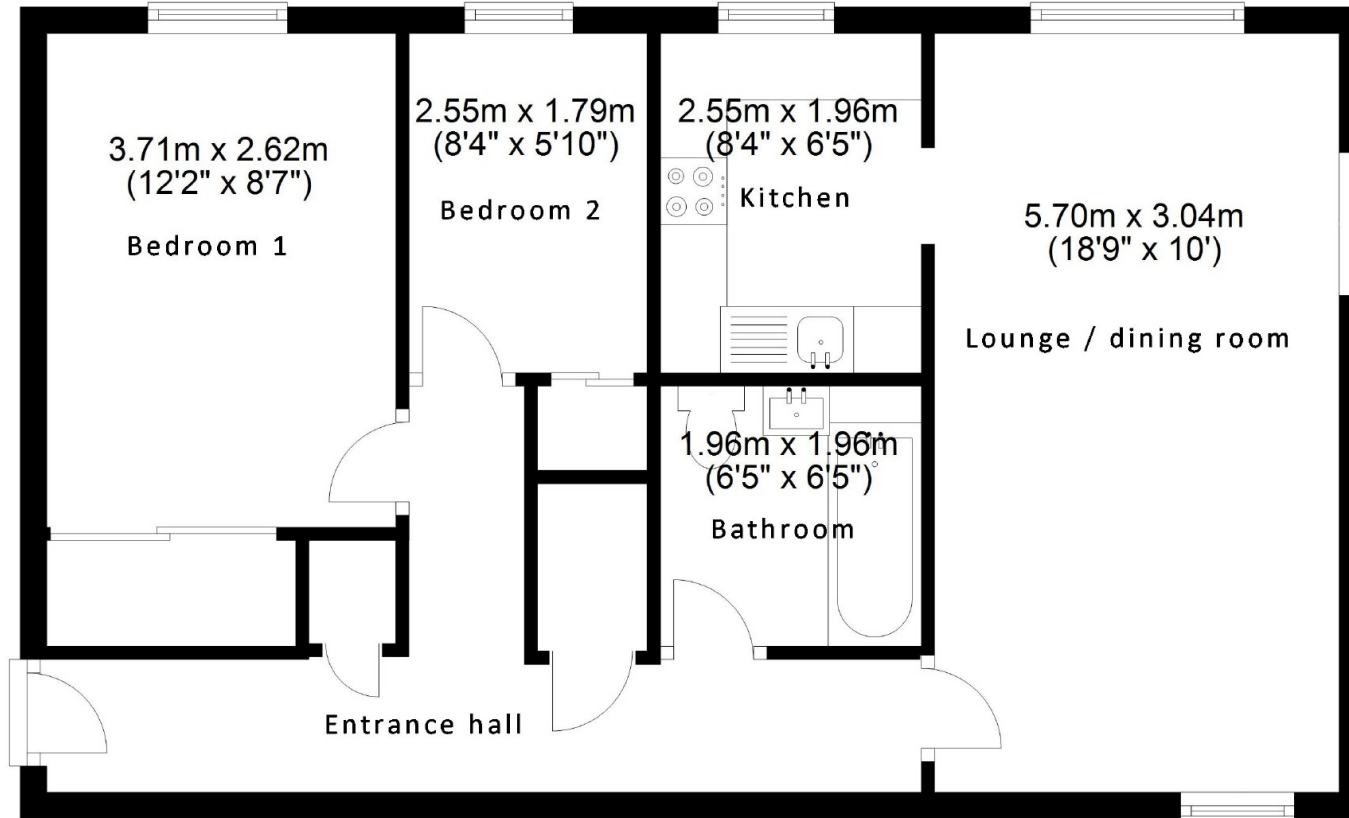 3.71m x 2.62m
(12'2" x 8'7")
Bedroom 1
2.55m x 1.79m
(8'4" x 5'10")
Bedroom 2
2.55m x 1.96m
(8'4" x 6'5")
Kitchen
5.70m x 3.04m
(18'9" x 10')
Lounge / dining room
1.96m x 1.96m
(6'5" x 6'5")
Bathroom
Entrance hall